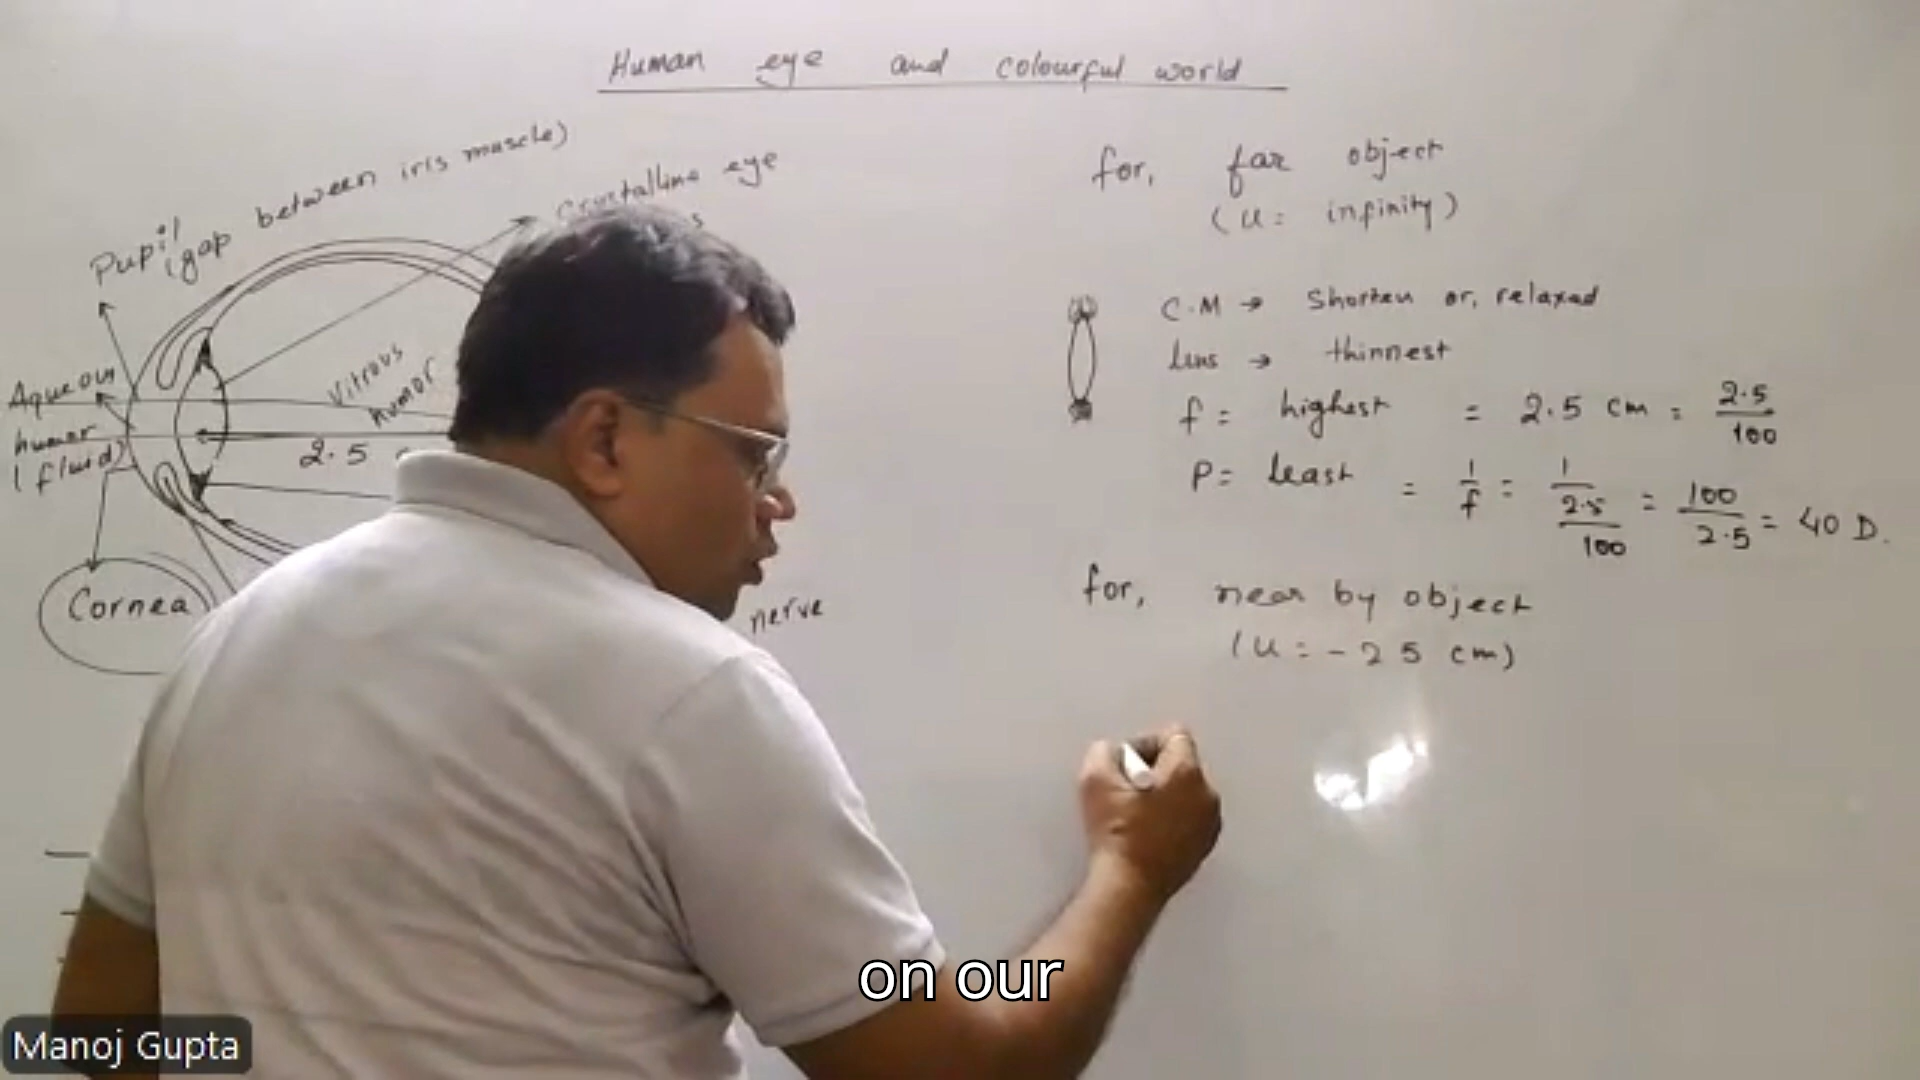 Human eye and colourful world
Pupil
(gap between iris muscle)
Crystalline eye
Aqueous
humor
(fluid)
Vitrous
humor
2.5
Cornea
nerve
for, far object
(u = infinity)
C.M → Shorten or, relaxed
lens → thinnest
f = highest = 2.5 cm = 2.5/100
P = least = 1/f = 1/(2.5/100) = 100/2.5 = 40 D.
for, near by object
(u = -25 cm)
on our
Manoj Gupta